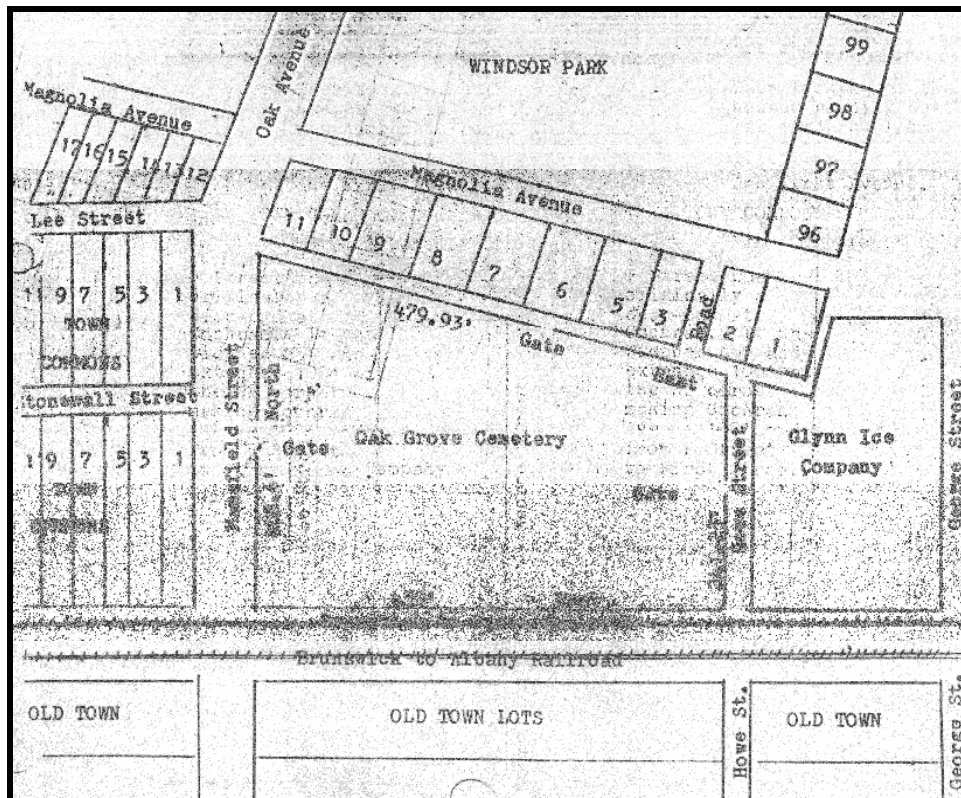 WINDSOR PARK
99
98
97
96
Oak Avenue
Magnolia Avenue
17 16 15 14 13 12
Lee Street
Magnolia Avenue
11 10 9 8 7 6 5 3
Road
2 1
479.93'
Gate
East
11 9 7 5 3 1
TOWN
COMMONS
Stonewall Street
11 9 7 5 3 1
TOWN
Mansfield Street
North
Gate
Oak Grove Cemetery
Gate
Street
Glynn Ice
Company
George Street
Brunswick to Albany Railroad
OLD TOWN
OLD TOWN LOTS
Howe St.
OLD TOWN
George St.